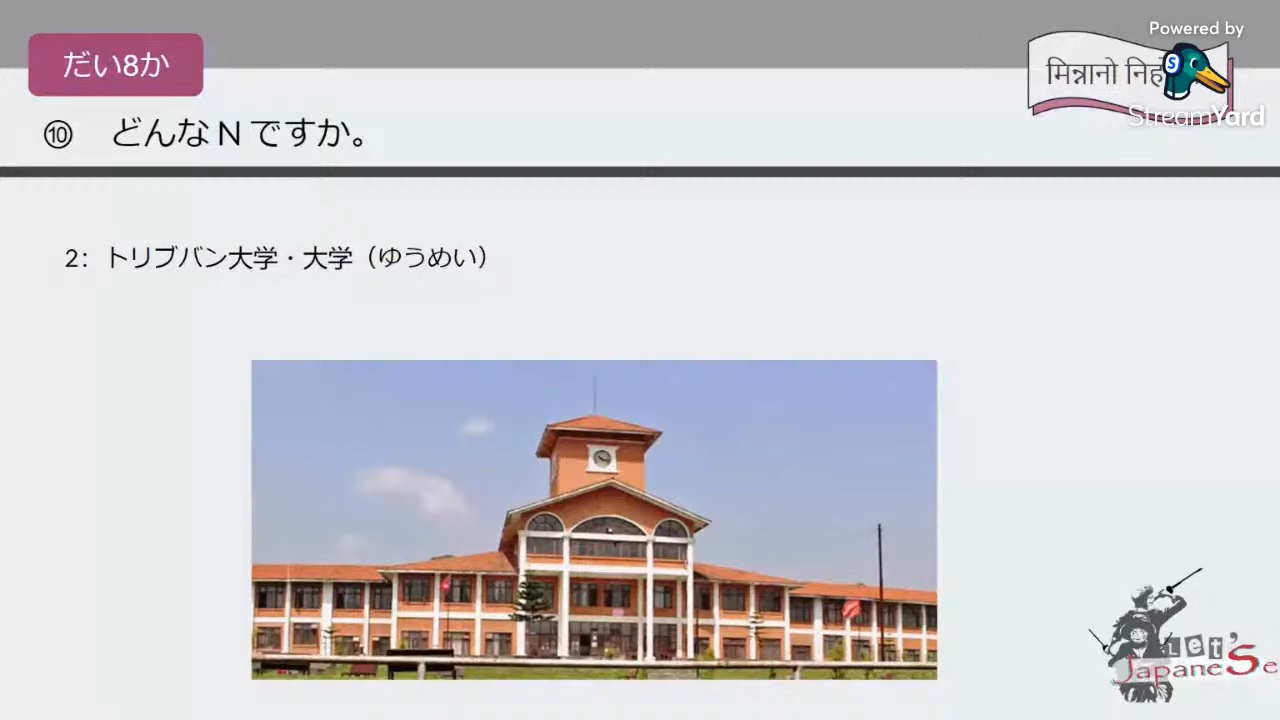 だい8か
Powered by
मिन्नानो
StreamYard
⑩ どんなNですか。
2：トリブバン大学・大学（ゆうめい）
Let's
JapaneSe